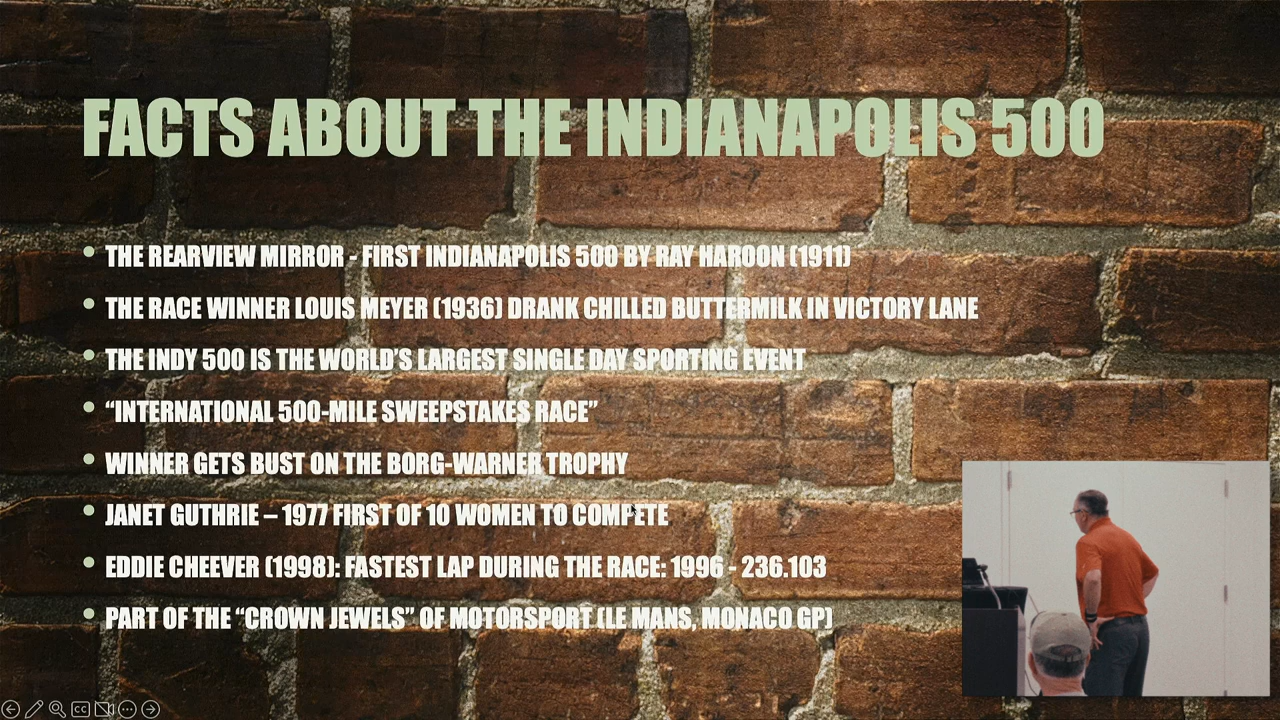 FACTS ABOUT THE INDIANAPOLIS 500
• THE REARVIEW MIRROR - FIRST INDIANAPOLIS 500 BY RAY HAROON (1911)
• THE RACE WINNER LOUIS MEYER (1936) DRANK CHILLED BUTTERMILK IN VICTORY LANE
• THE INDY 500 IS THE WORLD’S LARGEST SINGLE DAY SPORTING EVENT
• “INTERNATIONAL 500-MILE SWEEPSTAKES RACE”
• WINNER GETS BUST ON THE BORG-WARNER TROPHY
• JANET GUTHRIE – 1977 FIRST OF 10 WOMEN TO COMPETE
• EDDIE CHEEVER (1998): FASTEST LAP DURING THE RACE: 1996 - 236.103
• PART OF THE “CROWN JEWELS” OF MOTORSPORT (LE MANS, MONACO GP)
CC